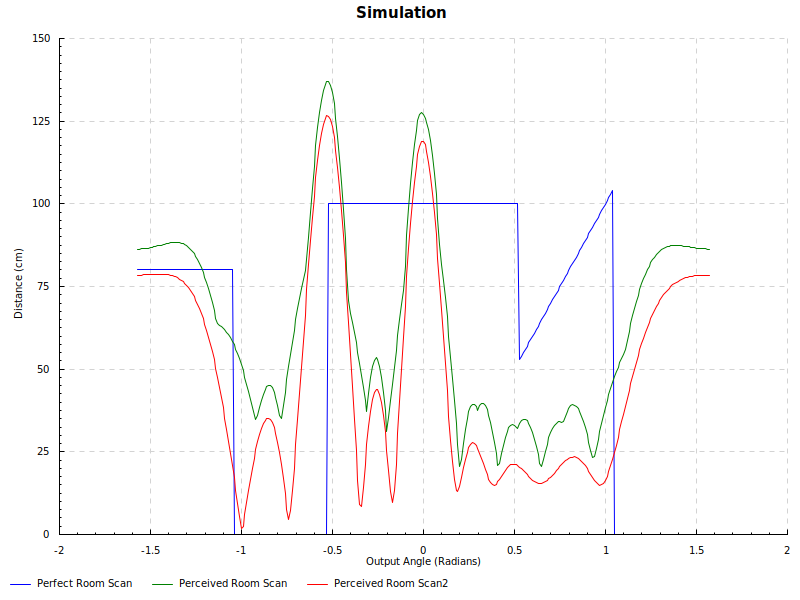 Simulation
150
125
100
75
50
25
0
Distance (cm)
-2
-1.5
-1
-0.5
0
0.5
1
1.5
2
Output Angle (Radians)
Perfect Room Scan
Perceived Room Scan
Perceived Room Scan2